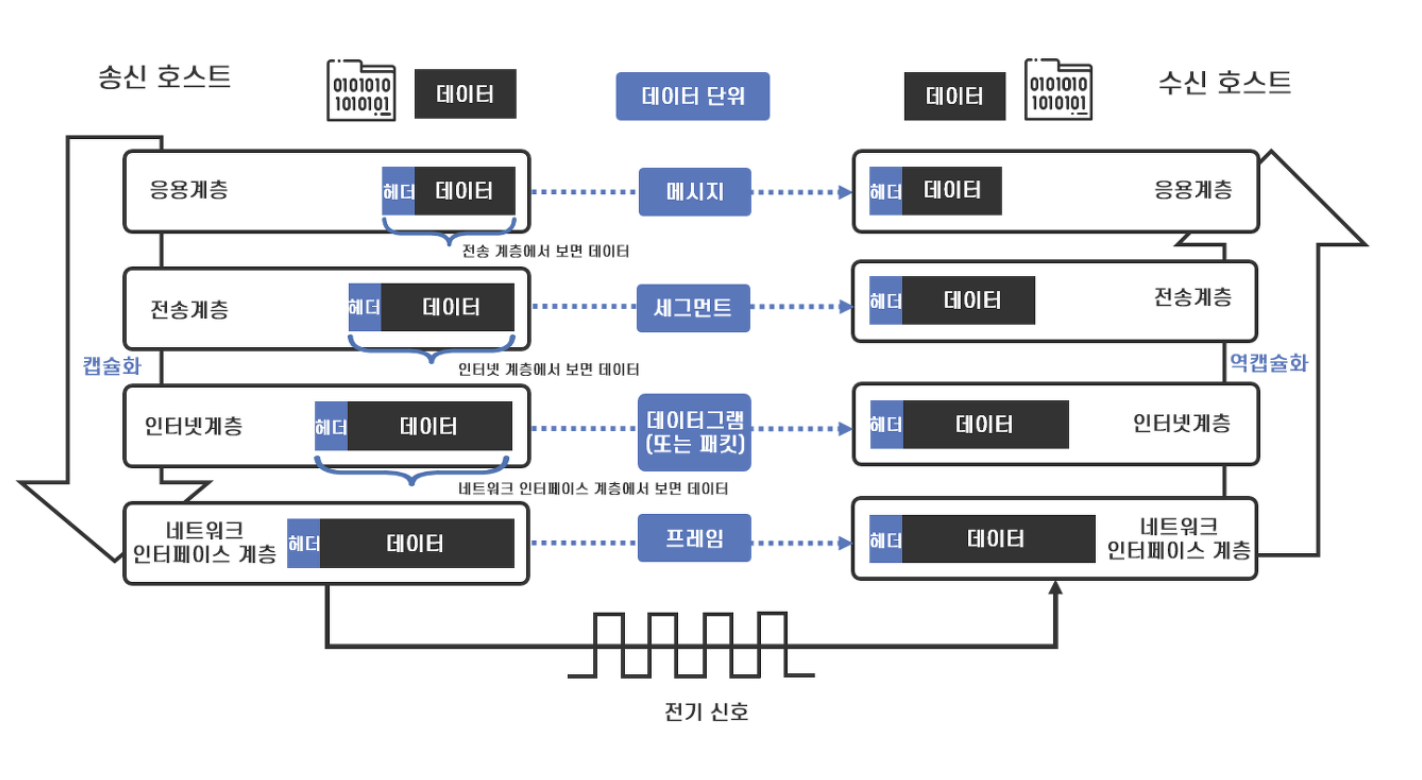 송신 호스트
0101010
1010101
데이터
데이터 단위
데이터
0101010
1010101
수신 호스트
응용계층
헤더
데이터
메시지
헤더
데이터
응용계층
전송 계층에서 보면 데이터
전송계층
헤더
데이터
세그먼트
헤더
데이터
전송계층
캡슐화
인터넷 계층에서 보면 데이터
역캡슐화
인터넷계층
헤더
데이터
데이터그램
(또는 패킷)
헤더
데이터
인터넷계층
네트워크 인터페이스 계층에서 보면 데이터
네트워크
인터페이스 계층
헤더
데이터
프레임
헤더
데이터
네트워크
인터페이스 계층
전기 신호